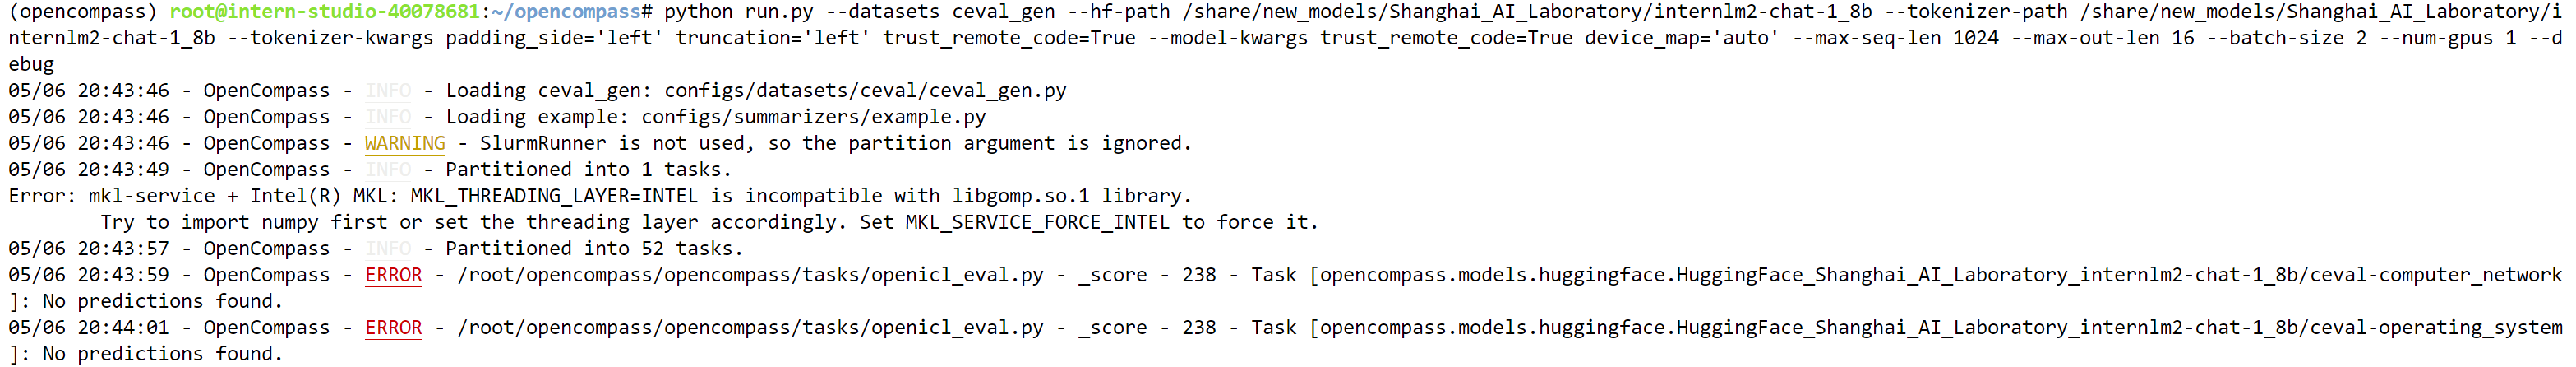 (opencompass) root@intern-studio-40078681:~/opencompass# python run.py --datasets ceval_gen --hf-path /share/new_models/Shanghai_AI_Laboratory/internlm2-chat-1_8b --tokenizer-path /share/new_models/Shanghai_AI_Laboratory/i
nternlm2-chat-1_8b --tokenizer-kwargs padding_side='left' truncation='left' trust_remote_code=True --model-kwargs trust_remote_code=True device_map='auto' --max-seq-len 1024 --max-out-len 16 --batch-size 2 --num-gpus 1 --d
ebug
05/06 20:43:46 - OpenCompass - INFO - Loading ceval_gen: configs/datasets/ceval/ceval_gen.py
05/06 20:43:46 - OpenCompass - INFO - Loading example: configs/summarizers/example.py
05/06 20:43:46 - OpenCompass - WARNING - SlurmRunner is not used, so the partition argument is ignored.
05/06 20:43:49 - OpenCompass - INFO - Partitioned into 1 tasks.
Error: mkl-service + Intel(R) MKL: MKL_THREADING_LAYER=INTEL is incompatible with libgomp.so.1 library.
        Try to import numpy first or set the threading layer accordingly. Set MKL_SERVICE_FORCE_INTEL to force it.
05/06 20:43:57 - OpenCompass - INFO - Partitioned into 52 tasks.
05/06 20:43:59 - OpenCompass - ERROR - /root/opencompass/opencompass/tasks/openicl_eval.py - _score - 238 - Task [opencompass.models.huggingface.HuggingFace_Shanghai_AI_Laboratory_internlm2-chat-1_8b/ceval-computer_network
]: No predictions found.
05/06 20:44:01 - OpenCompass - ERROR - /root/opencompass/opencompass/tasks/openicl_eval.py - _score - 238 - Task [opencompass.models.huggingface.HuggingFace_Shanghai_AI_Laboratory_internlm2-chat-1_8b/ceval-operating_system
]: No predictions found.